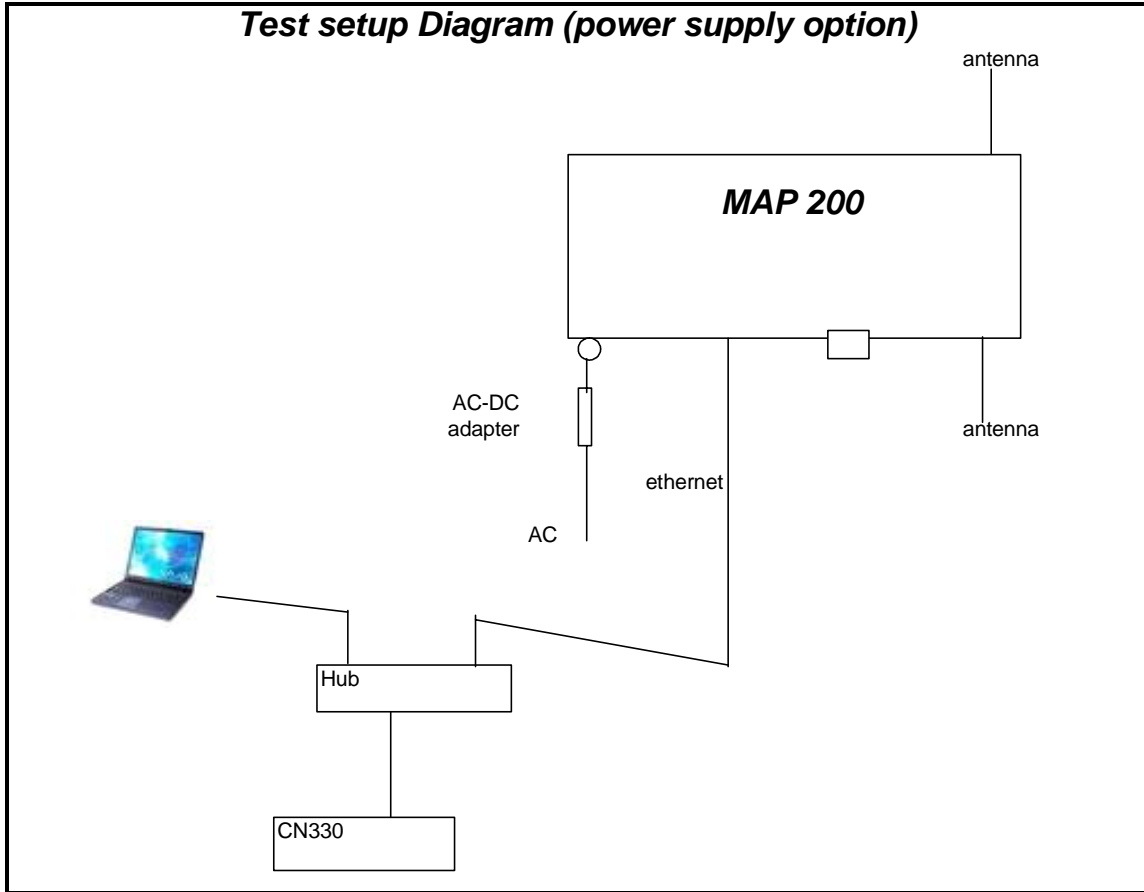 Test setup Diagram (power supply option)
antenna
MAP 200
AC-DC
adapter
antenna
ethernet
AC
Hub
CN330